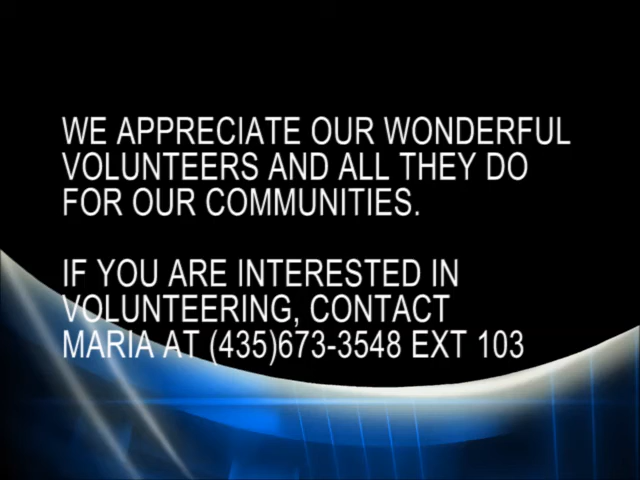 WE APPRECIATE OUR WONDERFUL
VOLUNTEERS AND ALL THEY DO
FOR OUR COMMUNITIES.
IF YOU ARE INTERESTED IN
VOLUNTEERING, CONTACT
MARIA AT (435)673-3548 EXT 103